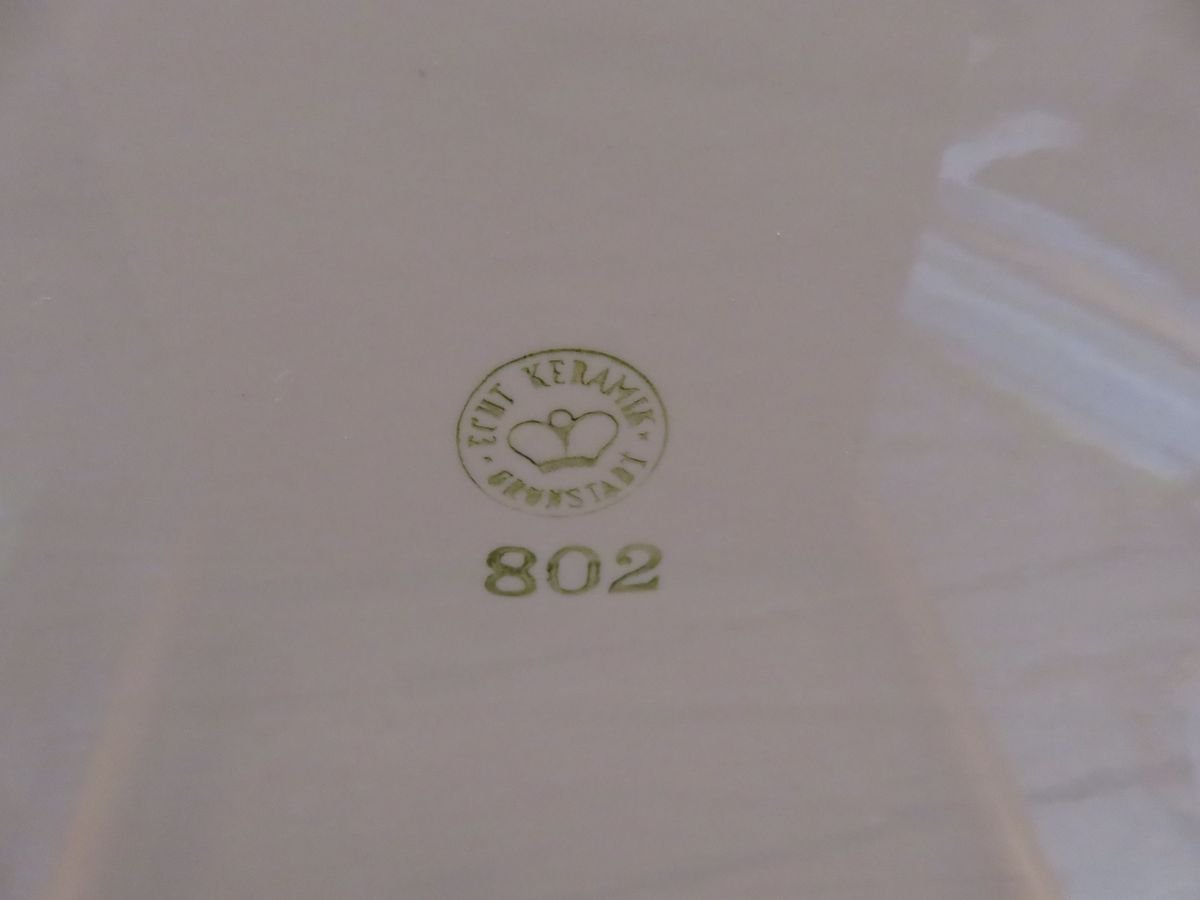 ECHT KERAMIK
GRÜNSTADT
802